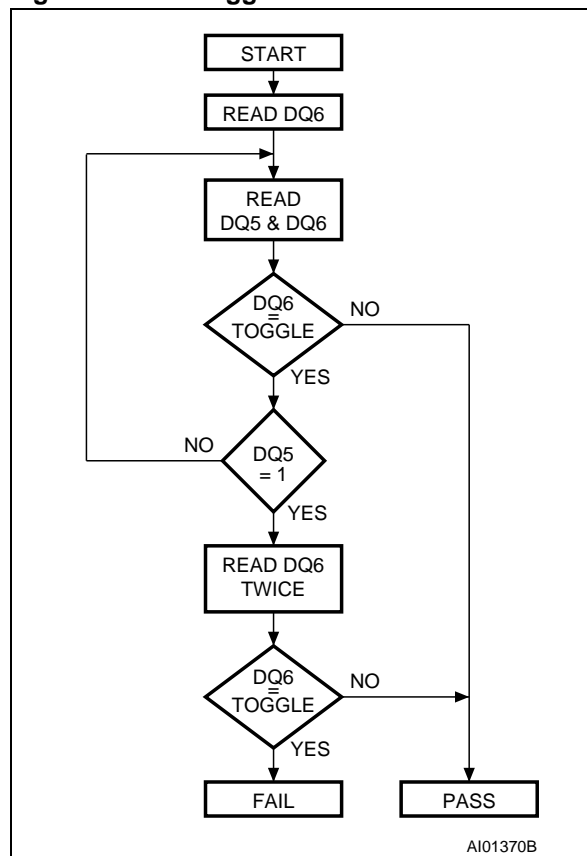 START
READ DQ6
READ
DQ5 & DQ6
DQ6
=
TOGGLE
NO
YES
NO
DQ5
= 1
YES
READ DQ6
TWICE
DQ6
=
TOGGLE
NO
YES
FAIL
PASS
AI01370B